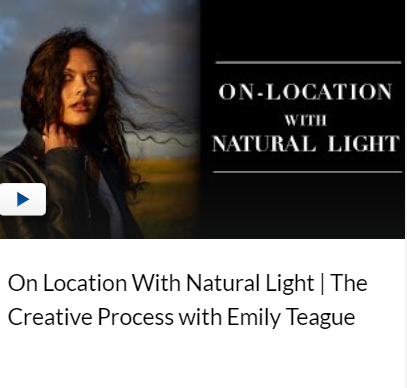 ON-LOCATION
WITH
NATURAL LIGHT
On Location With Natural Light | The
Creative Process with Emily Teague